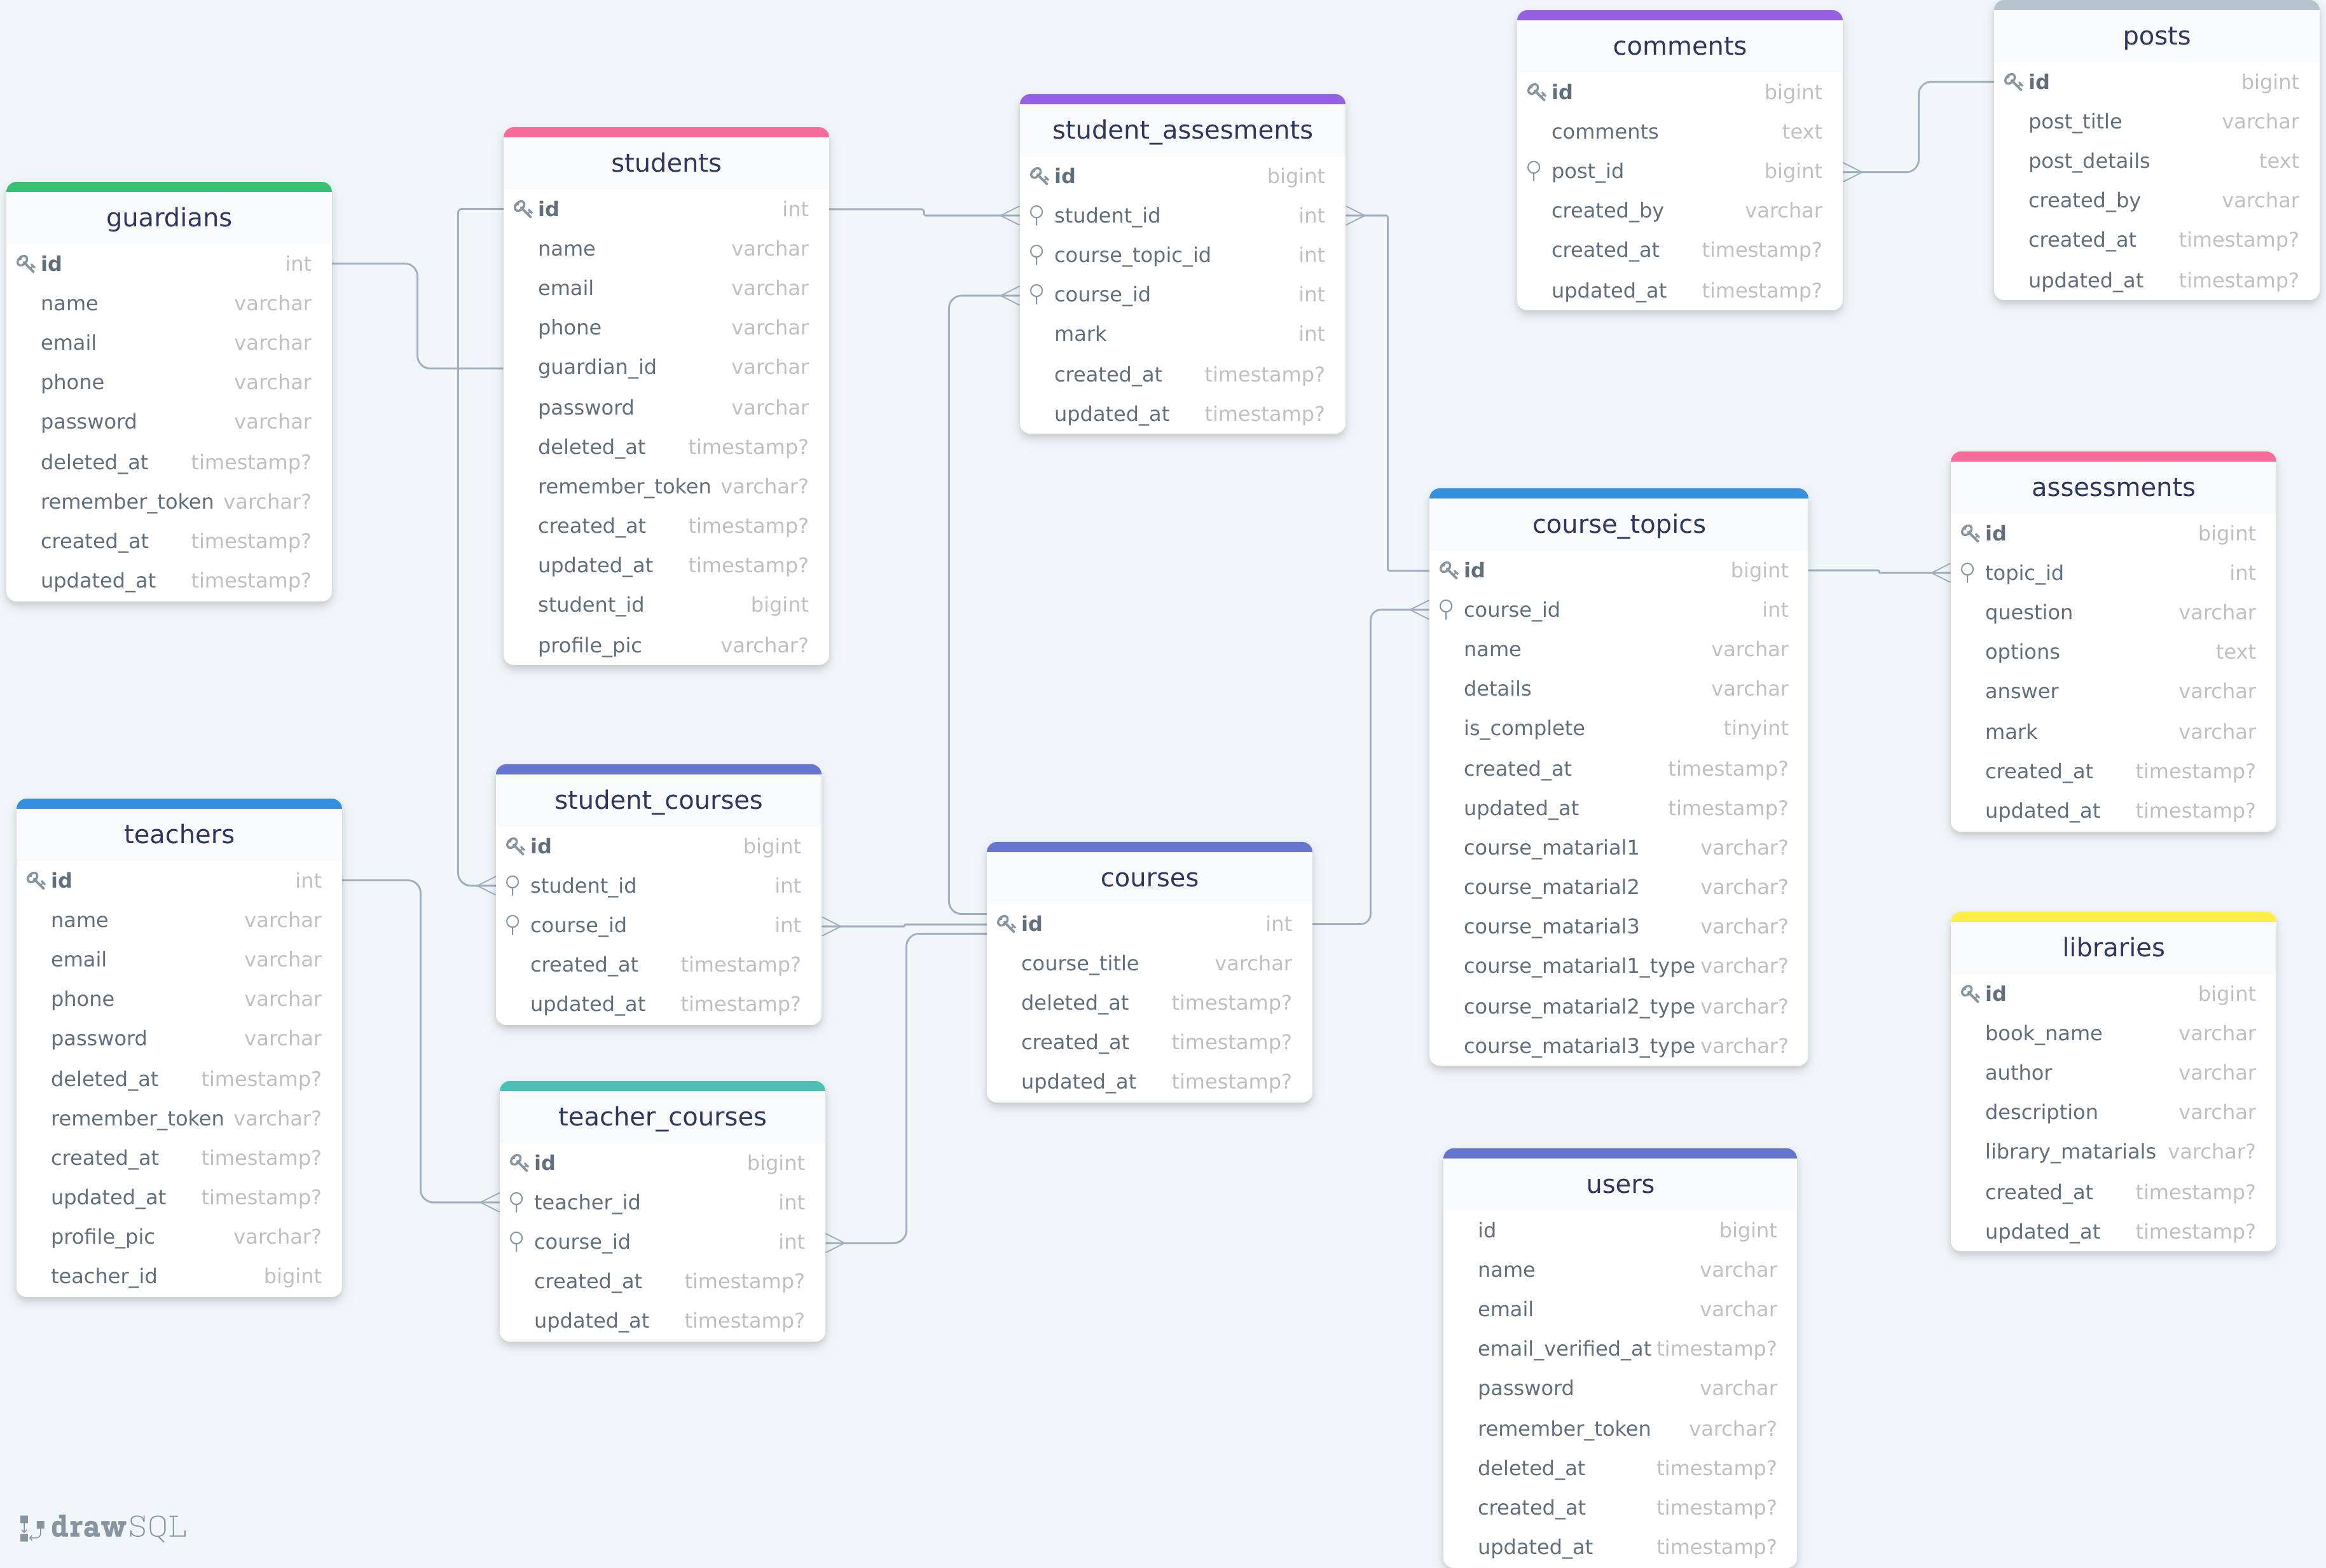 guardians
id int
name varchar
email varchar
phone varchar
password varchar
deleted_at timestamp?
remember_token varchar?
created_at timestamp?
updated_at timestamp?
students
id int
name varchar
email varchar
phone varchar
guardian_id varchar
password varchar
deleted_at timestamp?
remember_token varchar?
created_at timestamp?
updated_at timestamp?
student_id bigint
profile_pic varchar?
student_assesments
id bigint
student_id int
course_topic_id int
course_id int
mark int
created_at timestamp?
updated_at timestamp?
comments
id bigint
comments text
post_id bigint
created_by varchar
created_at timestamp?
updated_at timestamp?
posts
id bigint
post_title varchar
post_details text
created_by varchar
created_at timestamp?
updated_at timestamp?
teachers
id int
name varchar
email varchar
phone varchar
password varchar
deleted_at timestamp?
remember_token varchar?
created_at timestamp?
updated_at timestamp?
profile_pic varchar?
teacher_id bigint
student_courses
id bigint
student_id int
course_id int
created_at timestamp?
updated_at timestamp?
teacher_courses
id bigint
teacher_id int
course_id int
created_at timestamp?
updated_at timestamp?
courses
id int
course_title varchar
deleted_at timestamp?
created_at timestamp?
updated_at timestamp?
course_topics
id bigint
course_id int
name varchar
details varchar
is_complete tinyint
created_at timestamp?
updated_at timestamp?
course_matarial1 varchar?
course_matarial2 varchar?
course_matarial3 varchar?
course_matarial1_type varchar?
course_matarial2_type varchar?
course_matarial3_type varchar?
assessments
id bigint
topic_id int
question varchar
options text
answer varchar
mark varchar
created_at timestamp?
updated_at timestamp?
libraries
id bigint
book_name varchar
author varchar
description varchar
library_matarials varchar?
created_at timestamp?
updated_at timestamp?
users
id bigint
name varchar
email varchar
email_verified_at timestamp?
password varchar
remember_token varchar?
deleted_at timestamp?
created_at timestamp?
updated_at timestamp?
drawSQL